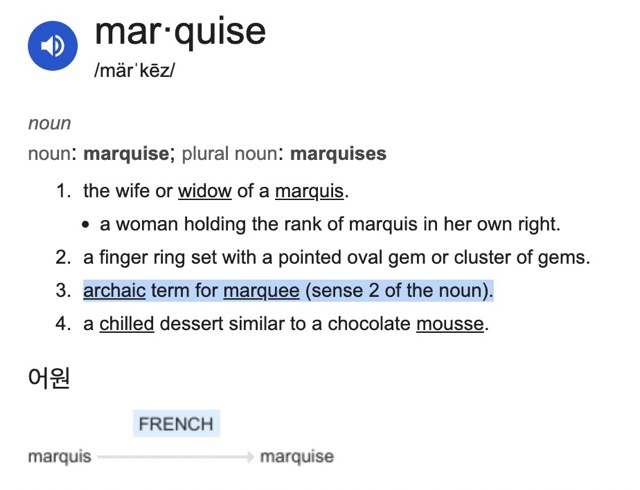 mar·quise
/märˈkēz/
noun
noun: marquise; plural noun: marquises
1. the wife or widow of a marquis.
• a woman holding the rank of marquis in her own right.
2. a finger ring set with a pointed oval gem or cluster of gems.
3. archaic term for marquee (sense 2 of the noun).
4. a chilled dessert similar to a chocolate mousse.
어원
FRENCH
marquis marquise